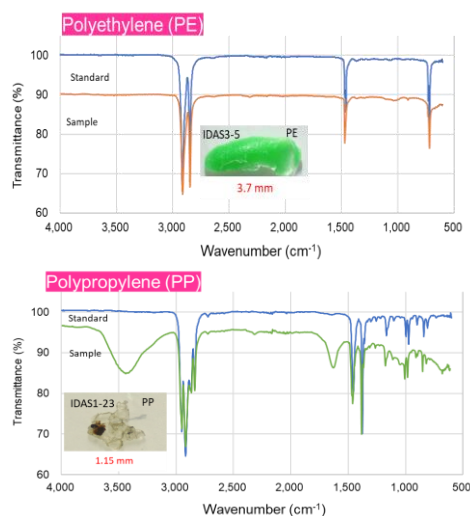 Polyethylene (PE)
100
90
80
70
60
Transmittance (%)
Standard
Sample
IDAS3-5 PE
3.7 mm
4,000 3,500 3,000 2,500 2,000 1,500 1,000 500
Wavenumber (cm⁻¹)
Polypropylene (PP)
100
90
80
70
60
Transmittance (%)
Standard
Sample
IDAS1-23 PP
1.15 mm
4,000 3,500 3,000 2,500 2,000 1,500 1,000 500
Wavenumber (cm⁻¹)